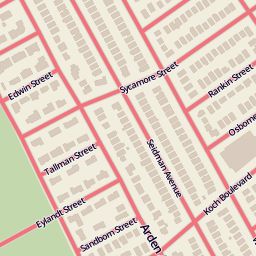 Sycamore Street
Edwin Street
Rankin Street
Osborne
Tallman Street
Seidman Avenue
Koch Boulevard
Eylandt Street
Sandborn Street
Arden